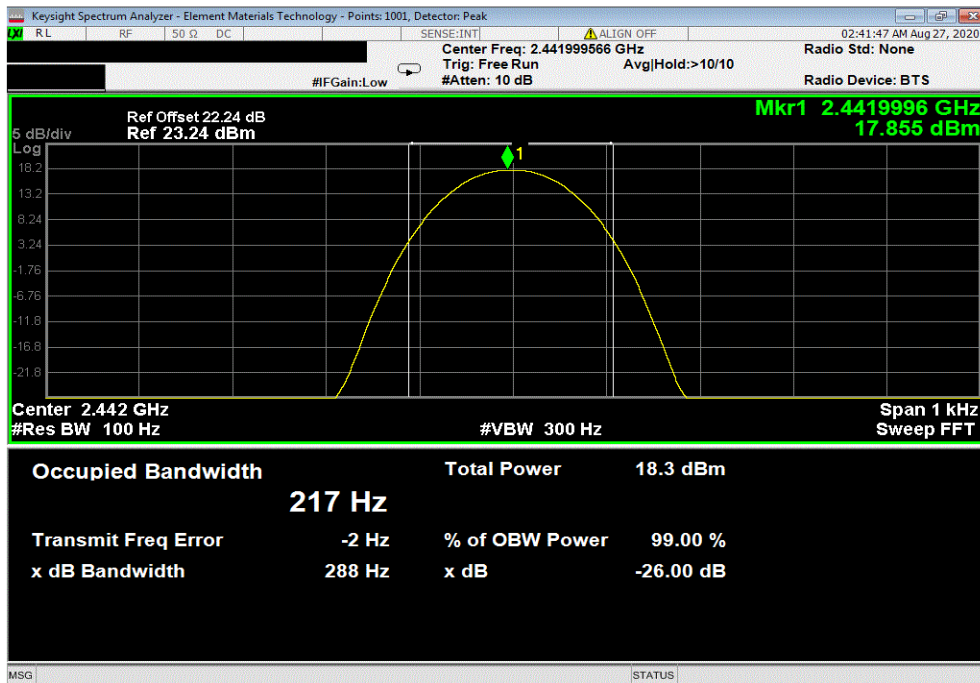 Keysight Spectrum Analyzer - Element Materials Technology - Points: 1001, Detector: Peak
LXI RL RF 50 Ω DC SENSE:INT ALIGN OFF 02:41:47 AM Aug 27, 2020
Center Freq: 2.441999566 GHz Radio Std: None
Trig: Free Run Avg|Hold:>10/10
#IFGain:Low #Atten: 10 dB Radio Device: BTS
Mkr1 2.4419996 GHz
17.855 dBm
Ref Offset 22.24 dB
5 dB/div Ref 23.24 dBm
Log
1
18.2
13.2
8.24
3.24
-1.76
-6.76
-11.8
-16.8
-21.8
Center 2.442 GHz Span 1 kHz
#Res BW 100 Hz #VBW 300 Hz Sweep FFT
Occupied Bandwidth Total Power 18.3 dBm
217 Hz
Transmit Freq Error -2 Hz % of OBW Power 99.00 %
x dB Bandwidth 288 Hz x dB -26.00 dB
MSG STATUS